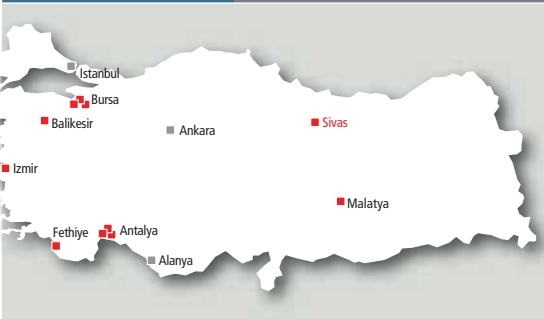 Istanbul
Bursa
Balikesir
Ankara
Sivas
Izmir
Malatya
Fethiye
Antalya
Alanya